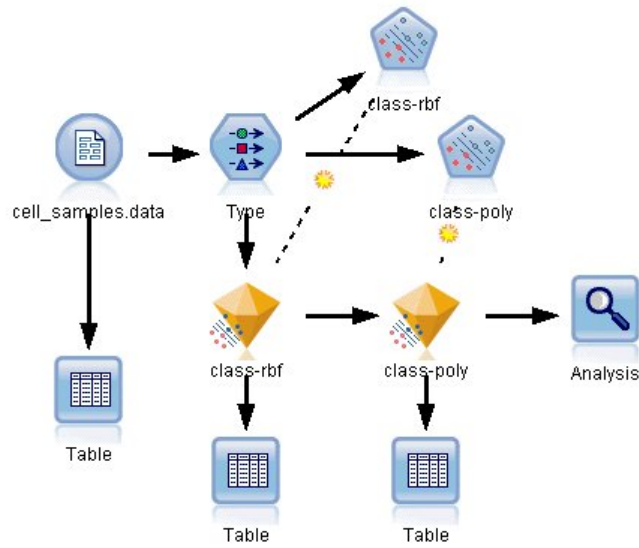 class-rbf
cell_samples.data
Type
class-poly
class-rbf
class-poly
Analysis
Table
Table
Table